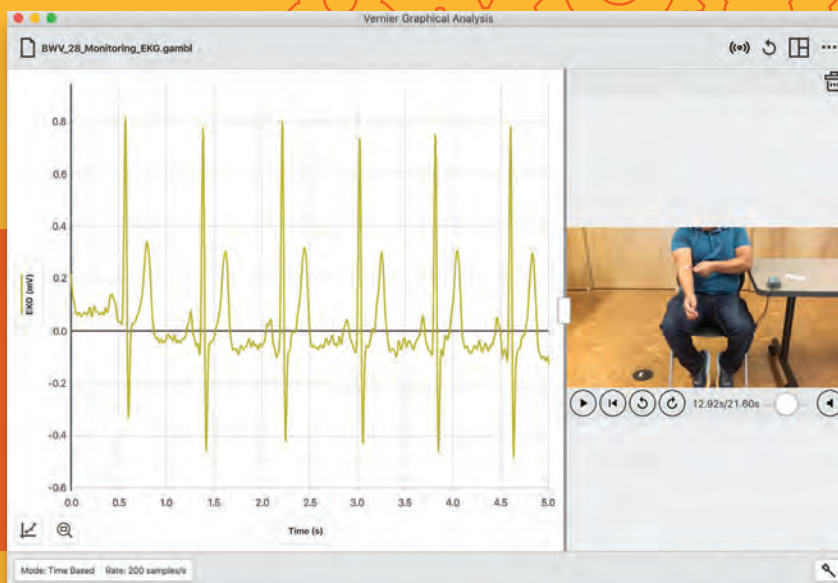 Vernier Graphical Analysis
BWV_28_Monitoring_EKG.gambl
EKG (mV)
0.8
0.6
0.4
0.2
0.0
-0.2
-0.4
-0.6
0.0 0.5 1.0 1.5 2.0 2.5 3.0 3.5 4.0 4.5 5.0
Time (s)
12.92s/21.60s
Mode: Time Based Rate: 200 samples/s